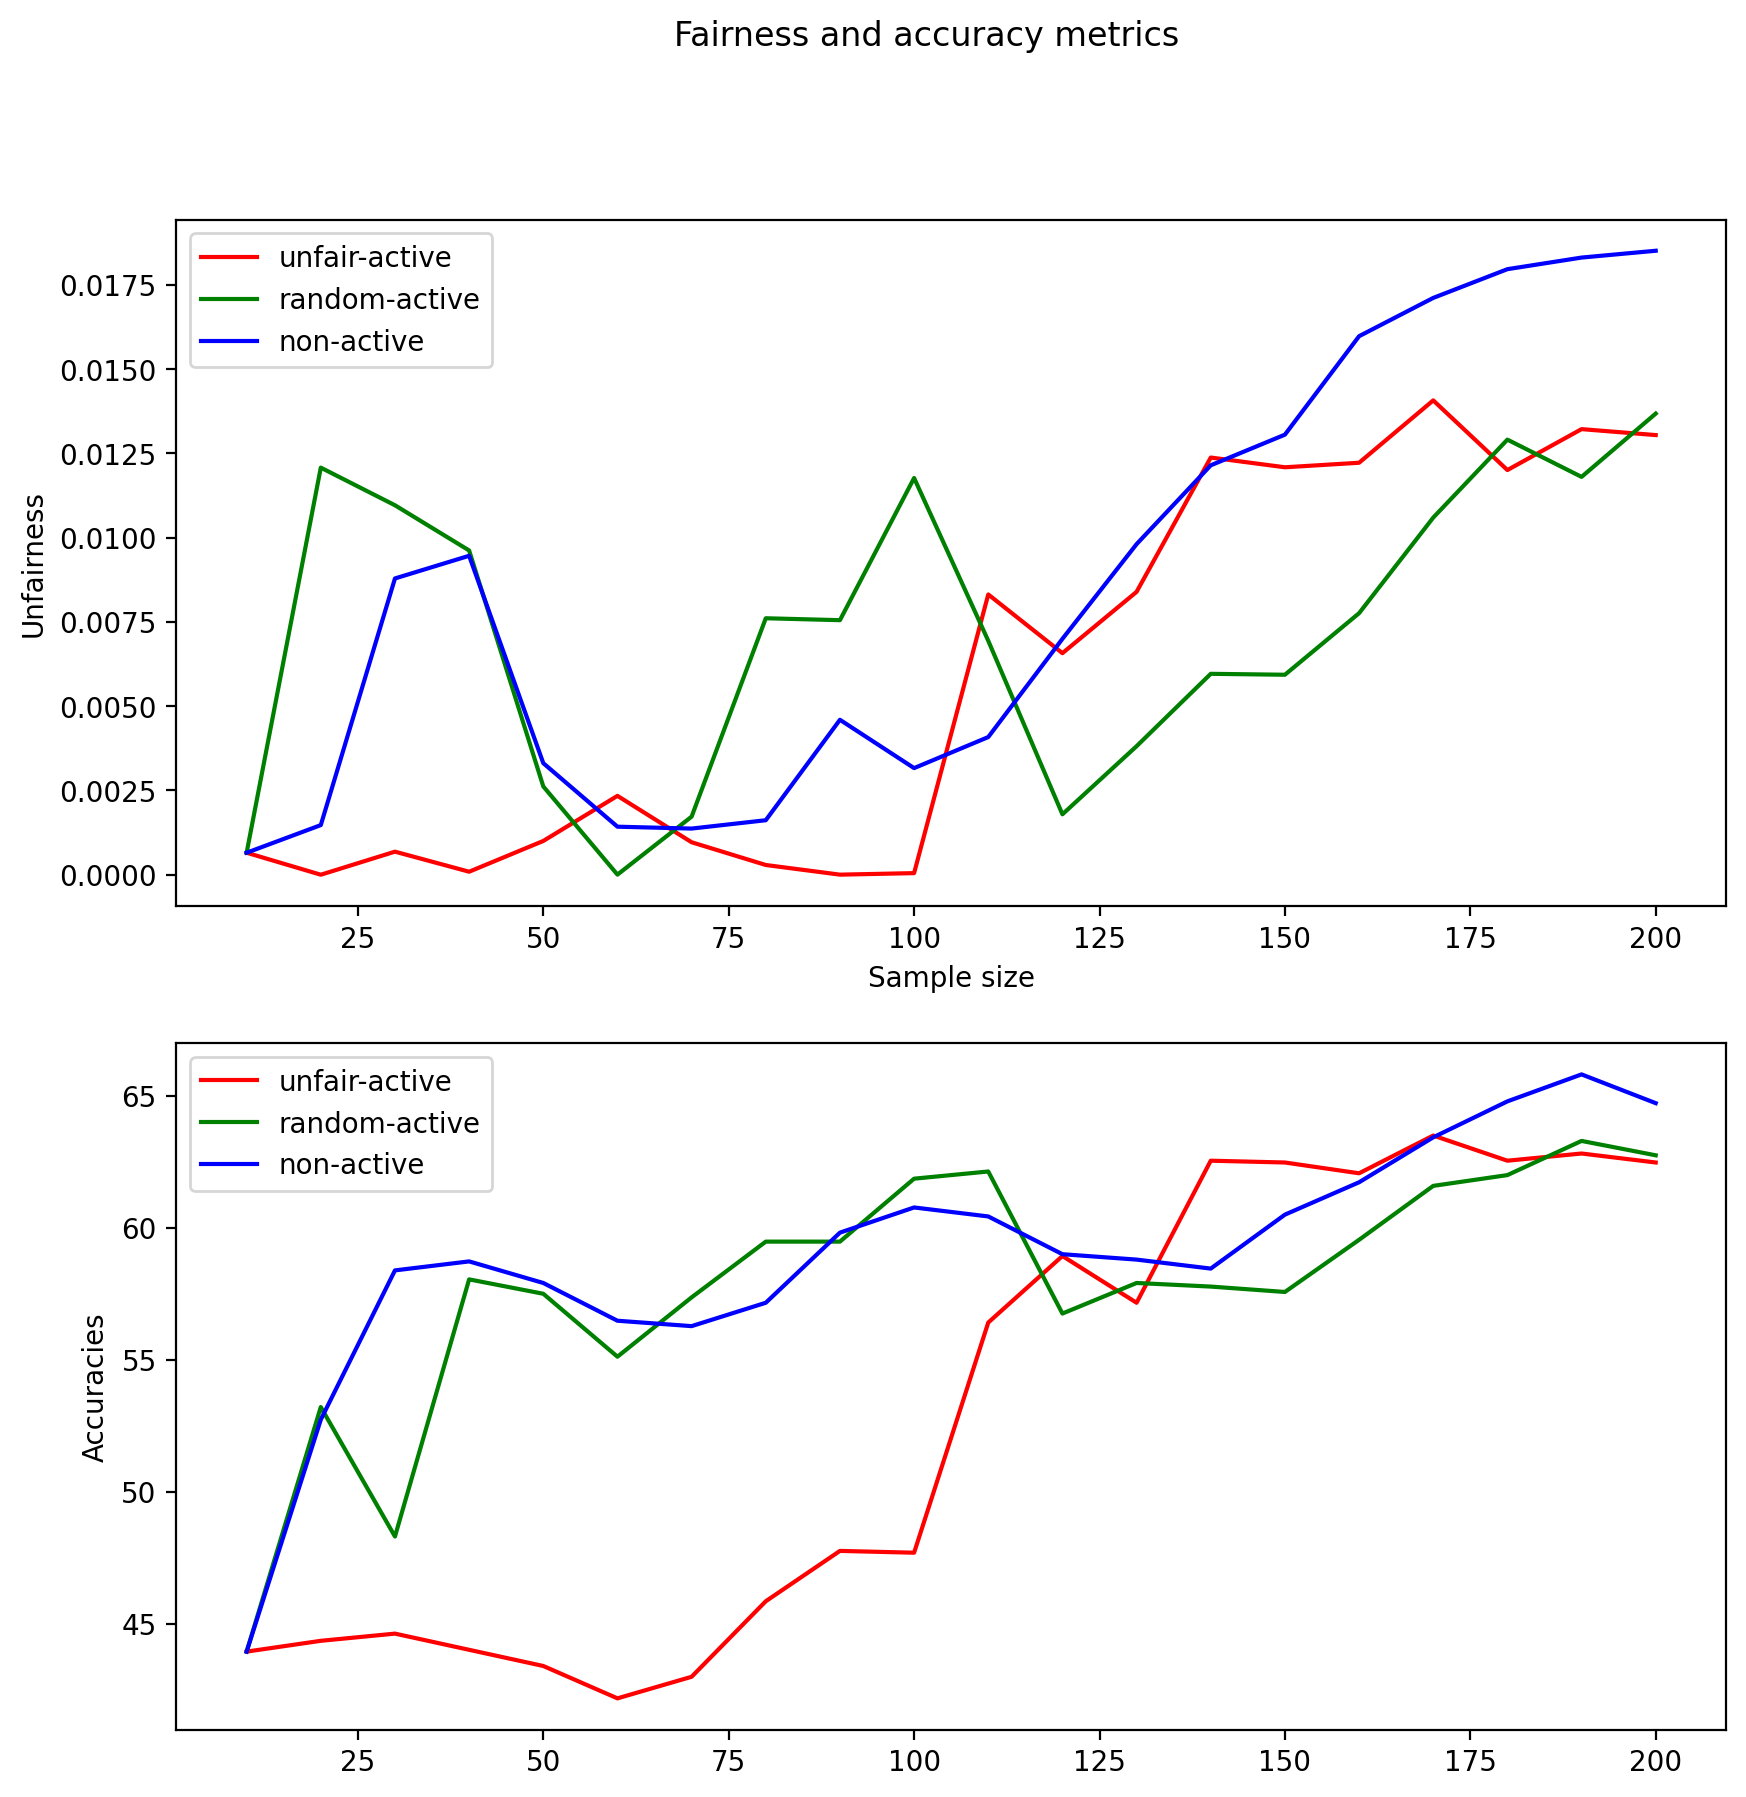 Fairness and accuracy metrics
unfair-active
random-active
non-active
0.0175
0.0150
0.0125
0.0100
0.0075
0.0050
0.0025
0.0000
Unfairness
25 50 75 100 125 150 175 200
Sample size
unfair-active
random-active
non-active
65
60
55
50
45
Accuracies
25 50 75 100 125 150 175 200